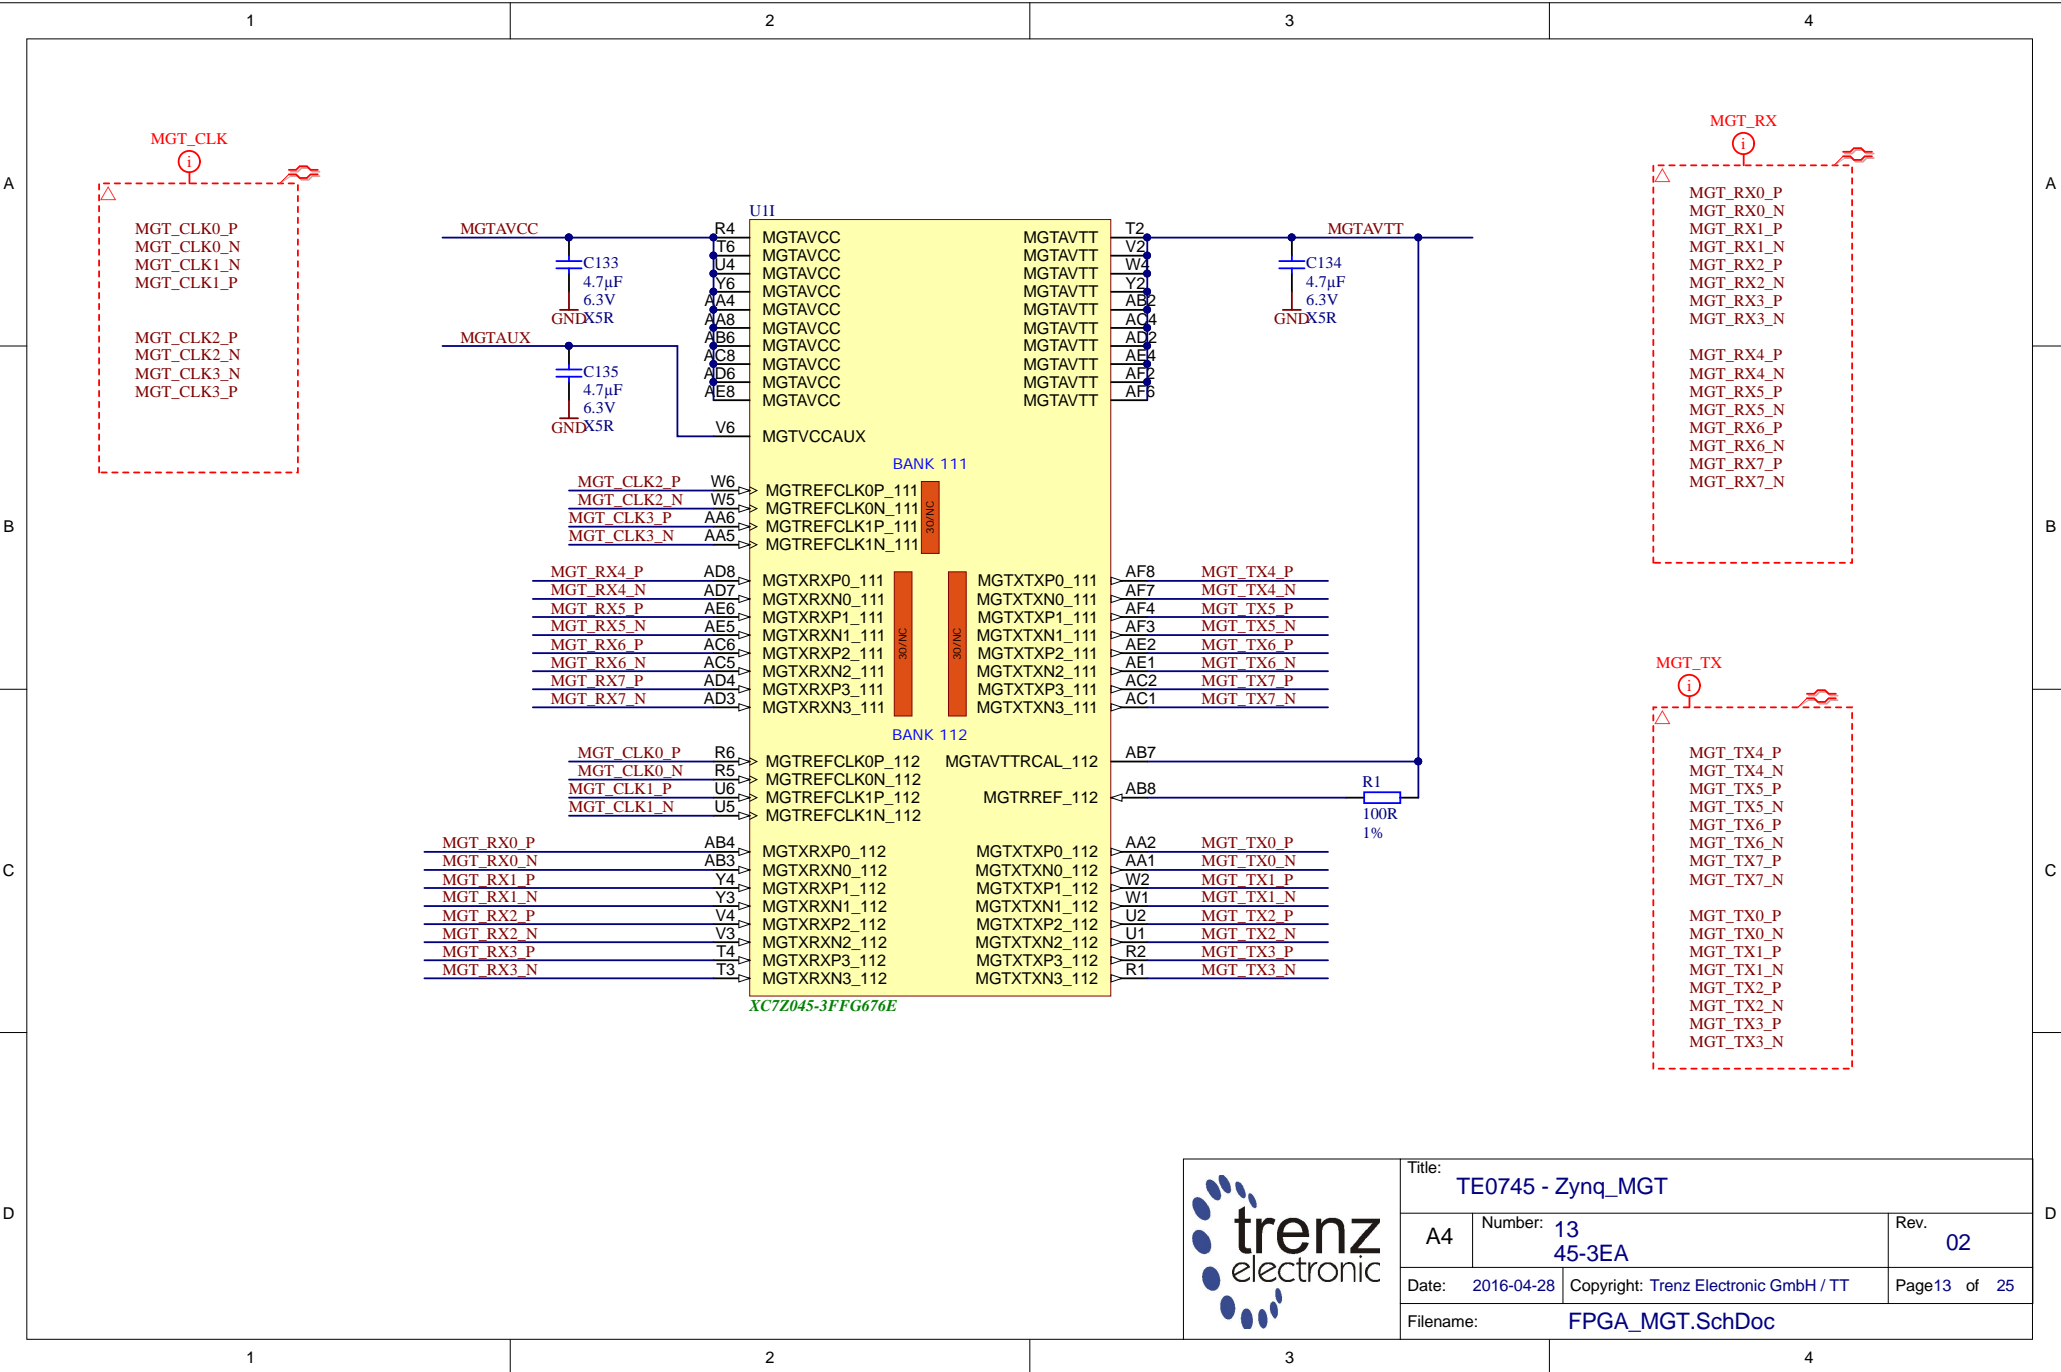 1 2 3 4
A A
B B
C C
D D
MGT_CLK
i
MGT_CLK0_P
MGT_CLK0_N
MGT_CLK1_N
MGT_CLK1_P
MGT_CLK2_P
MGT_CLK2_N
MGT_CLK3_N
MGT_CLK3_P
U1I
MGTAVCC R4 MGTAVCC MGTAVTT T2 MGTAVTT
T6 MGTAVCC MGTAVTT V2
U4 MGTAVCC MGTAVTT W4
Y6 MGTAVCC MGTAVTT Y2
AA4 MGTAVCC MGTAVTT AB2
AA8 MGTAVCC MGTAVTT AC4
AB6 MGTAVCC MGTAVTT AD2
AC8 MGTAVCC MGTAVTT AE4
AD6 MGTAVCC MGTAVTT AF2
AE8 MGTAVCC MGTAVTT AF6
C133
4.7µF
6.3V
GND X5R
C134
4.7µF
6.3V
GND X5R
MGTAUX
C135
4.7µF
6.3V
GND X5R
V6 MGTVCCAUX
BANK 111
MGT_CLK2_P W6 MGTREFCLK0P_111
MGT_CLK2_N W5 MGTREFCLK0N_111
MGT_CLK3_P AA6 MGTREFCLK1P_111
MGT_CLK3_N AA5 MGTREFCLK1N_111
30/NC
MGT_RX4_P AD8 MGTXRXP0_111 MGTXTXP0_111 AF8 MGT_TX4_P
MGT_RX4_N AD7 MGTXRXN0_111 MGTXTXN0_111 AF7 MGT_TX4_N
MGT_RX5_P AE6 MGTXRXP1_111 MGTXTXP1_111 AF4 MGT_TX5_P
MGT_RX5_N AE5 MGTXRXN1_111 MGTXTXN1_111 AF3 MGT_TX5_N
MGT_RX6_P AC6 MGTXRXP2_111 MGTXTXP2_111 AE2 MGT_TX6_P
MGT_RX6_N AC5 MGTXRXN2_111 MGTXTXN2_111 AE1 MGT_TX6_N
MGT_RX7_P AD4 MGTXRXP3_111 MGTXTXP3_111 AC2 MGT_TX7_P
MGT_RX7_N AD3 MGTXRXN3_111 MGTXTXN3_111 AC1 MGT_TX7_N
30/NC 30/NC
BANK 112
MGT_CLK0_P R6 MGTREFCLK0P_112 MGTAVTTRCAL_112 AB7
MGT_CLK0_N R5 MGTREFCLK0N_112
MGT_CLK1_P U6 MGTREFCLK1P_112 MGTRREF_112 AB8
MGT_CLK1_N U5 MGTREFCLK1N_112
R1
100R
1%
MGT_RX0_P AB4 MGTXRXP0_112 MGTXTXP0_112 AA2 MGT_TX0_P
MGT_RX0_N AB3 MGTXRXN0_112 MGTXTXN0_112 AA1 MGT_TX0_N
MGT_RX1_P Y4 MGTXRXP1_112 MGTXTXP1_112 W2 MGT_TX1_P
MGT_RX1_N Y3 MGTXRXN1_112 MGTXTXN1_112 W1 MGT_TX1_N
MGT_RX2_P V4 MGTXRXP2_112 MGTXTXP2_112 U2 MGT_TX2_P
MGT_RX2_N V3 MGTXRXN2_112 MGTXTXN2_112 U1 MGT_TX2_N
MGT_RX3_P T4 MGTXRXP3_112 MGTXTXP3_112 R2 MGT_TX3_P
MGT_RX3_N T3 MGTXRXN3_112 MGTXTXN3_112 R1 MGT_TX3_N
XC7Z045-3FFG676E
MGT_RX
i
MGT_RX0_P
MGT_RX0_N
MGT_RX1_P
MGT_RX1_N
MGT_RX2_P
MGT_RX2_N
MGT_RX3_P
MGT_RX3_N
MGT_RX4_P
MGT_RX4_N
MGT_RX5_P
MGT_RX5_N
MGT_RX6_P
MGT_RX6_N
MGT_RX7_P
MGT_RX7_N
MGT_TX
i
MGT_TX4_P
MGT_TX4_N
MGT_TX5_P
MGT_TX5_N
MGT_TX6_P
MGT_TX6_N
MGT_TX7_P
MGT_TX7_N
MGT_TX0_P
MGT_TX0_N
MGT_TX1_P
MGT_TX1_N
MGT_TX2_P
MGT_TX2_N
MGT_TX3_P
MGT_TX3_N
trenz
electronic
Title:
TE0745 - Zynq_MGT
A4 Number: 13
45-3EA
Rev.
02
Date: 2016-04-28 Copyright: Trenz Electronic GmbH / TT Page13 of 25
Filename: FPGA_MGT.SchDoc
1 2 3 4